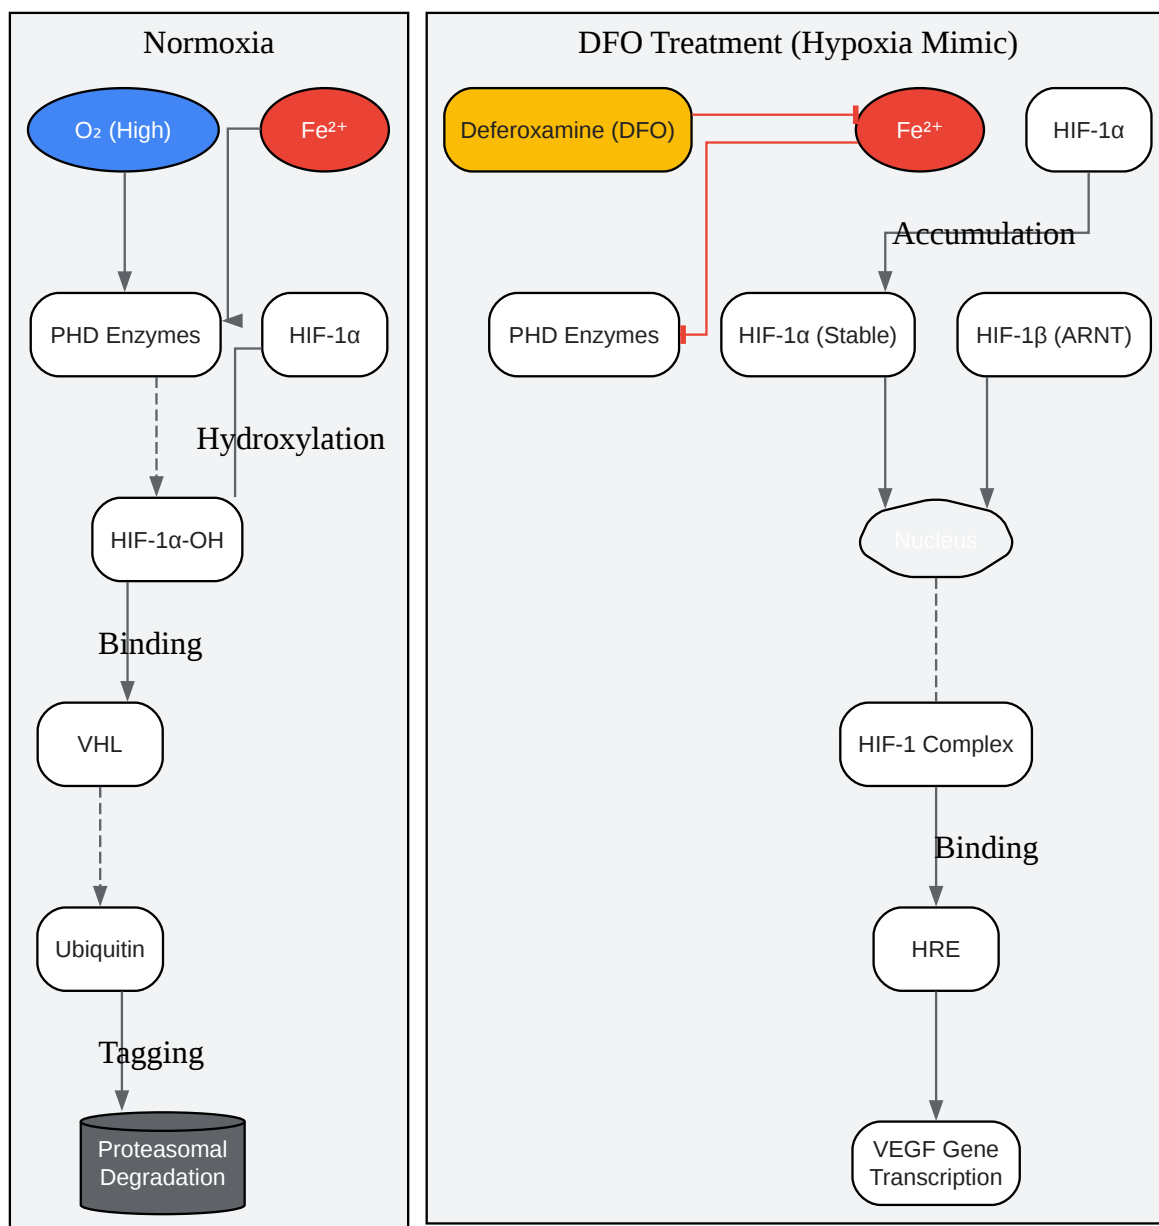 Normoxia
O₂ (High)
Fe²⁺
PHD Enzymes
HIF-1α
Hydroxylation
HIF-1α-OH
Binding
VHL
Ubiquitin
Tagging
Proteasomal
Degradation
DFO Treatment (Hypoxia Mimic)
Deferoxamine (DFO)
Fe²⁺
HIF-1α
Accumulation
PHD Enzymes
HIF-1α (Stable)
HIF-1β (ARNT)
Nucleus
HIF-1 Complex
Binding
HRE
VEGF Gene
Transcription